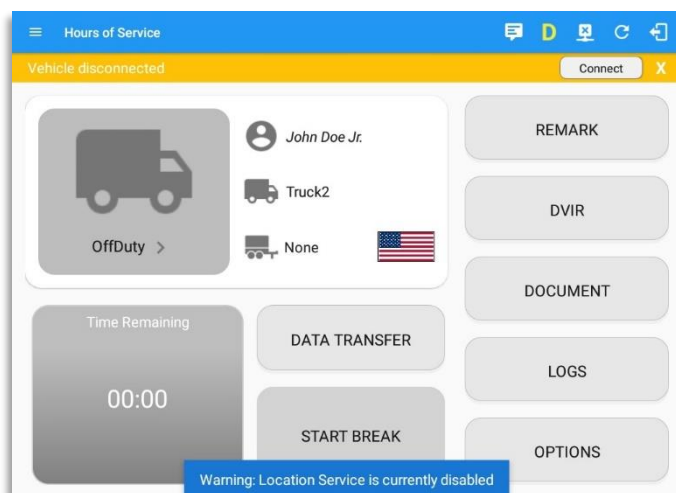 Hours of Service
D
Vehicle disconnected
Connect
X
John Doe Jr.
Truck2
None
OffDuty >
REMARK
DVIR
DOCUMENT
LOGS
OPTIONS
Time Remaining
00:00
DATA TRANSFER
START BREAK
Warning: Location Service is currently disabled